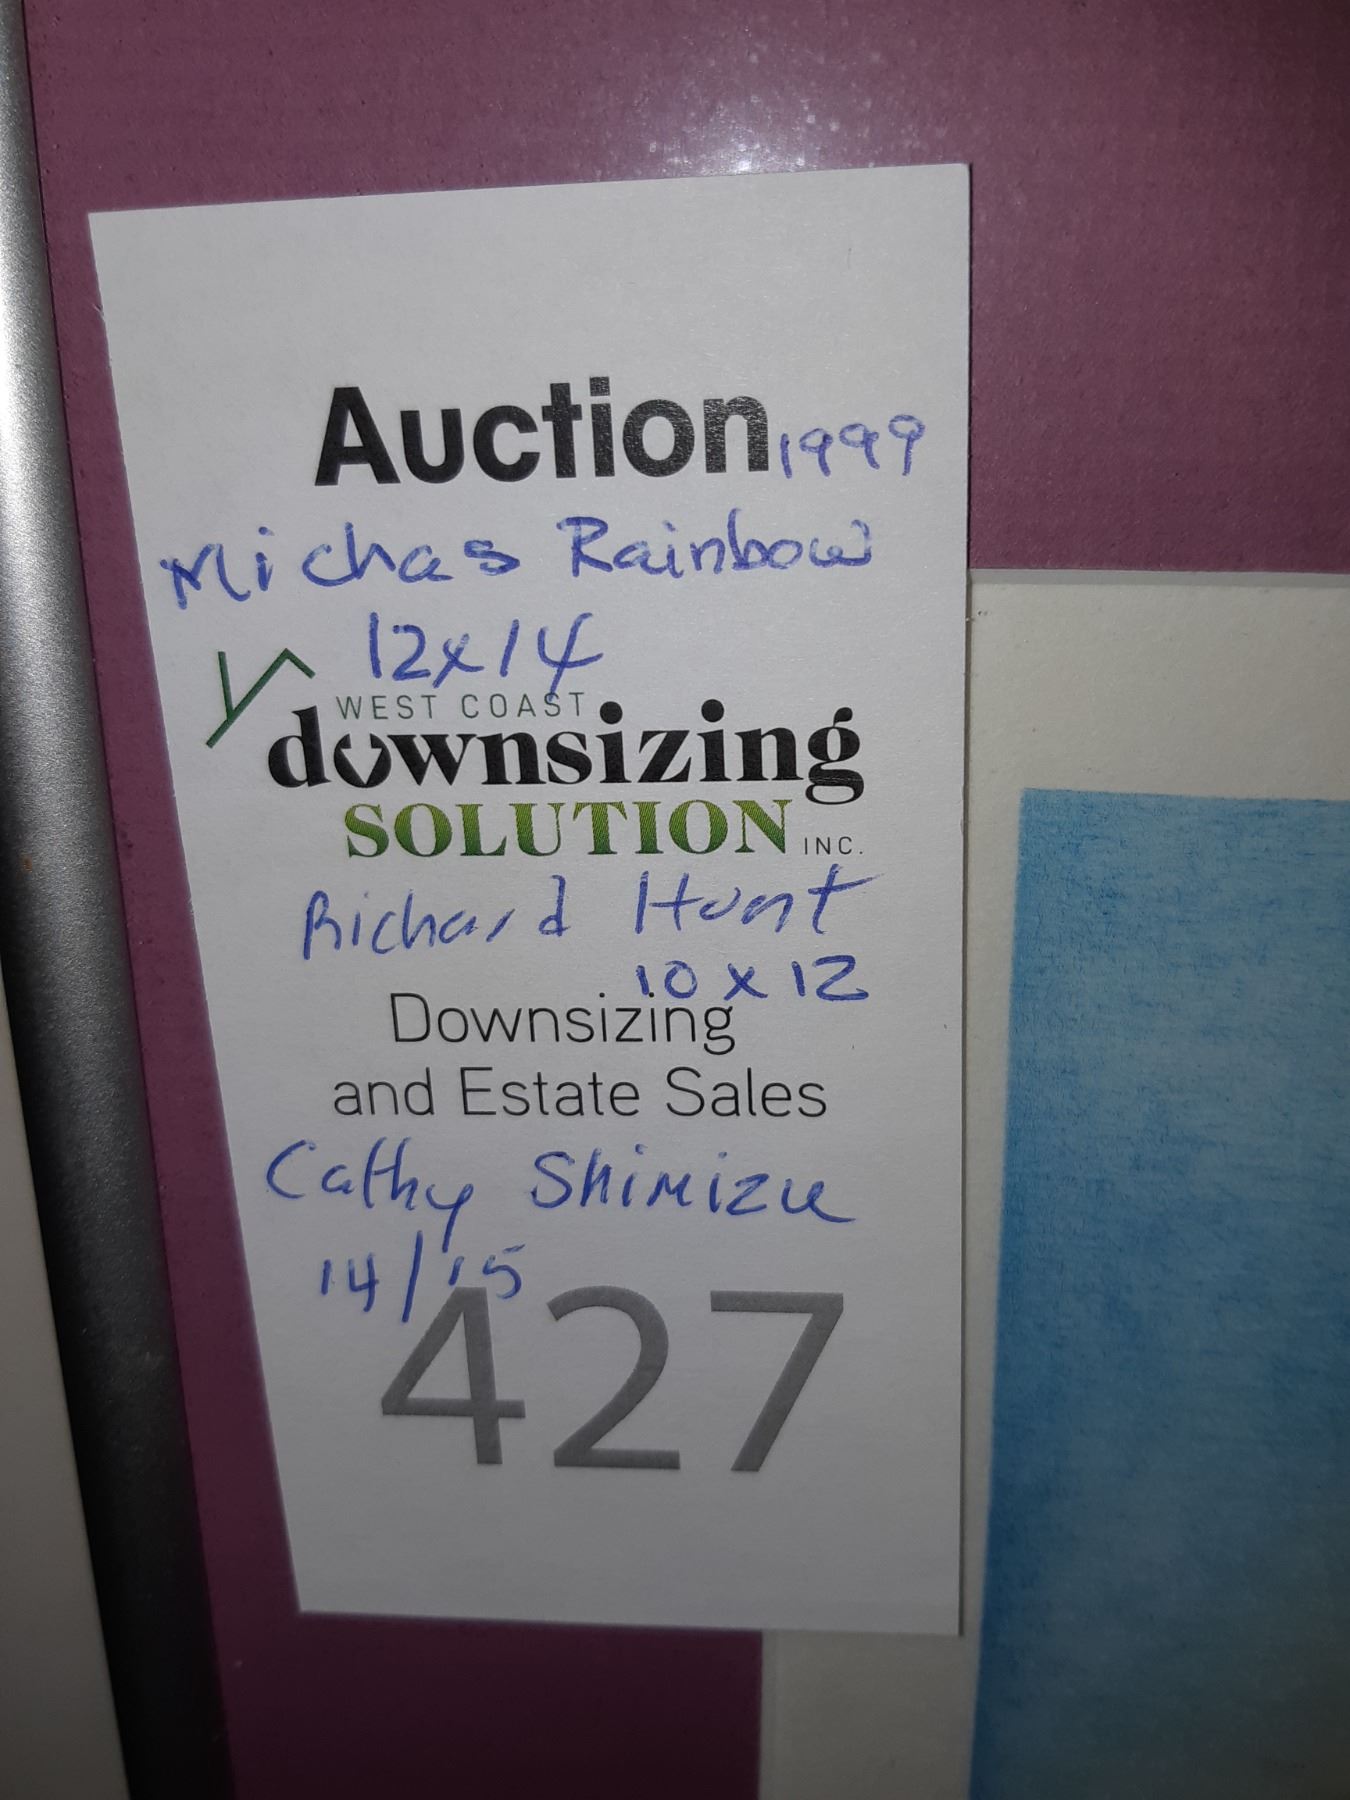 Auction 1999
Michas Rainbow
12x14
WEST COAST
downsizing
SOLUTION INC.
Richard Hunt
10 x 12
Downsizing
and Estate Sales
Cathy Shimizu
14/15
427